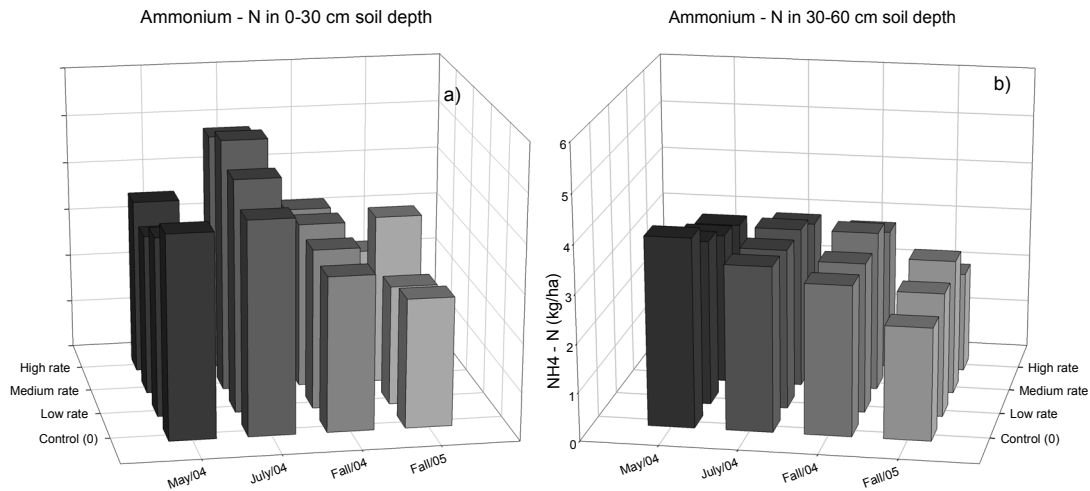 Ammonium - N in 0-30 cm soil depth
a)
High rate
Medium rate
Low rate
Control (0)
May/04
July/04
Fall/04
Fall/05
Ammonium - N in 30-60 cm soil depth
b)
NH4 - N (kg/ha)
6
5
4
3
2
1
0
May/04
July/04
Fall/04
Fall/05
High rate
Medium rate
Low rate
Control (0)